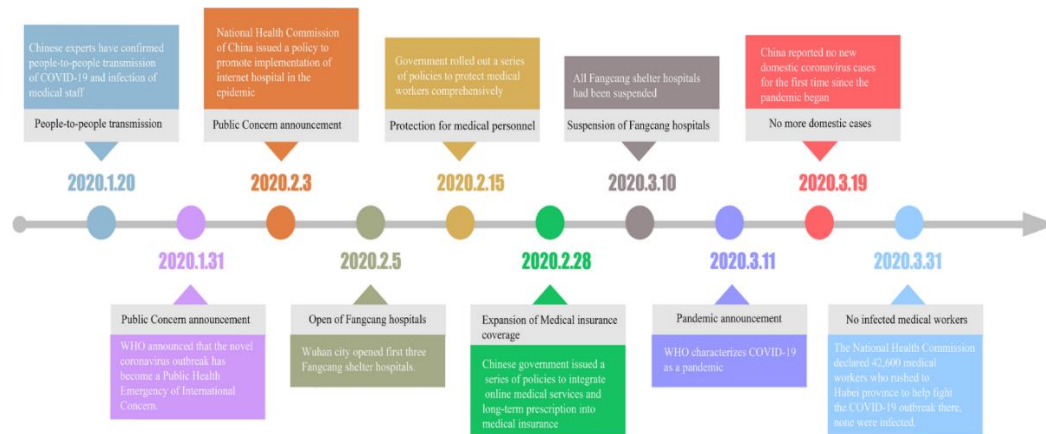 Chinese experts have confirmed
people-to-people transmission
of COVID-19 and infection of
medical staff
People-to-people transmission
2020.1.20
National Health Commission
of China issued a policy to
promote implementation of
internet hospital in the
epidemic
Public Concern announcement
2020.2.3
Government rolled out a series
of policies to protect medical
workers comprehensively
Protection for medical personnel
2020.2.15
All Fangcang shelter hospitals
had been suspended
Suspension of Fangcang hospitals
2020.3.10
China reported no new
domestic coronavirus cases
for the first time since the
pandemic began
No more domestic cases
2020.3.19
2020.1.31
Public Concern announcement
WHO announced that the novel
coronavirus outbreak has
become a Public Health
Emergency of International
Concern.
2020.2.5
Open of Fangcang hospitals
Wuhan city opened first three
Fangcang shelter hospitals.
2020.2.28
Expansion of Medical insurance
coverage
Chinese government issued a
series of policies to integrate
online medical services and
long-term prescription into
medical insurance
2020.3.11
Pandemic announcement
WHO characterizes COVID-19
as a pandemic
2020.3.31
No infected medical workers
The National Health Commission
declared 42,600 medical
workers who rushed to
Hubei province to help fight
the COVID-19 outbreak there,
none were infected.